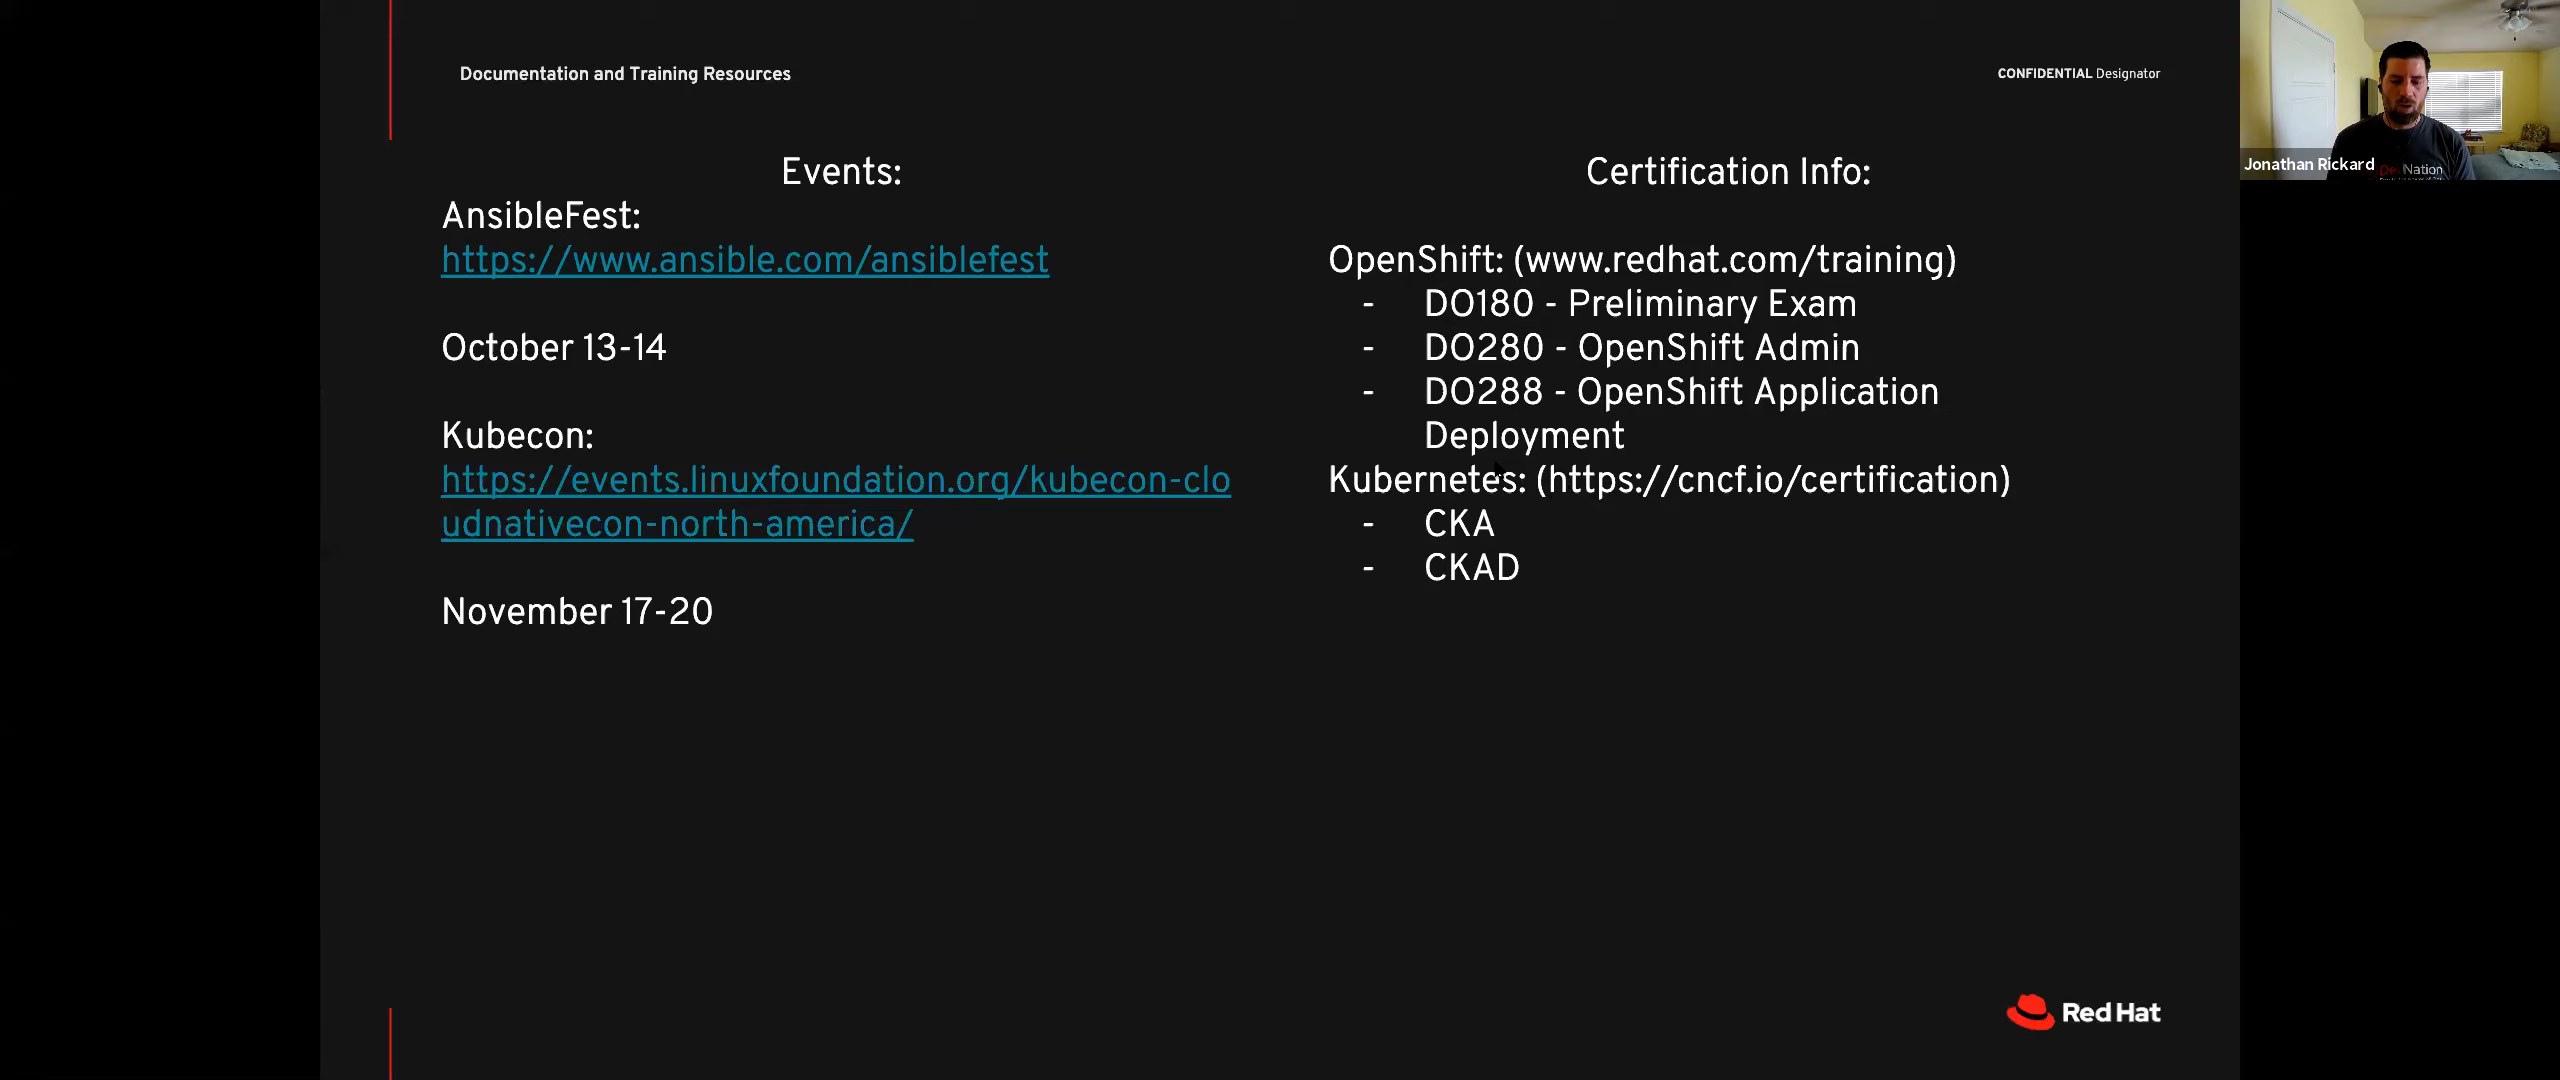 Documentation and Training Resources
CONFIDENTIAL Designator
Events:
AnsibleFest:
https://www.ansible.com/ansiblefest
October 13-14
Kubecon:
https://events.linuxfoundation.org/kubecon-clo
udnativecon-north-america/
November 17-20
Certification Info:
OpenShift: (www.redhat.com/training)
- DO180 - Preliminary Exam
- DO280 - OpenShift Admin
- DO288 - OpenShift Application
Deployment
Kubernetes: (https://cncf.io/certification)
- CKA
- CKAD
Red Hat
Jonathan Rickard
DevNation